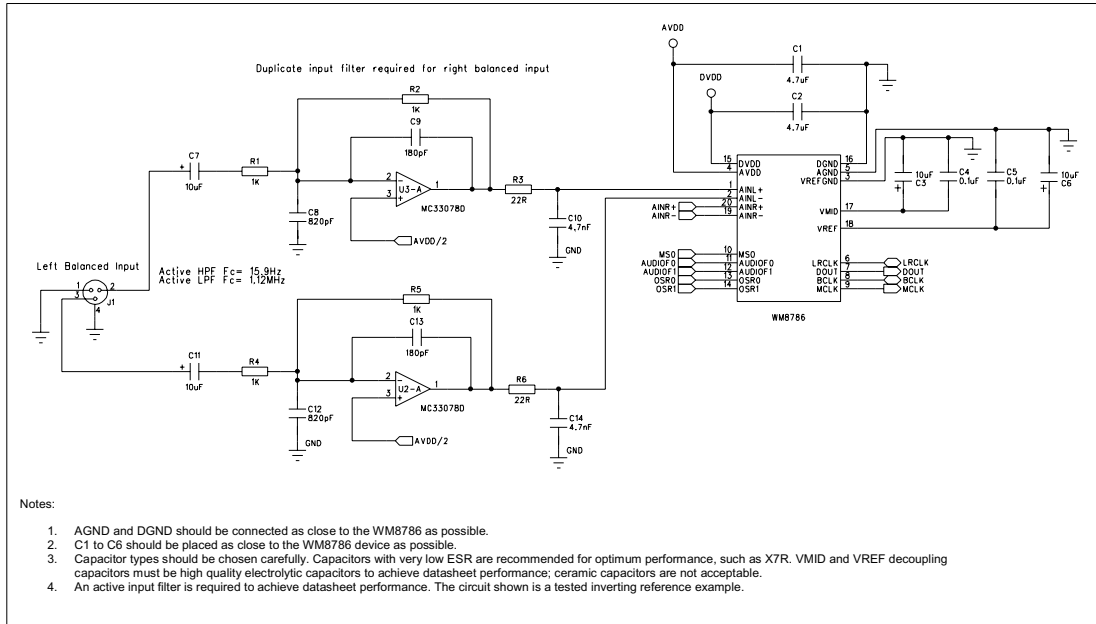 AVDD
C1
4.7uF
Duplicate input filter required for right balanced input
DVDD
R2
1K
C2
4.7uF
C9
180pF
C7
10uF
+
R1
1K
2
3
U3-A
1
MC33078D
R3
22R
C8
820pF
GND
AVDD/2
C10
4.7nF
GND
15 DVDD
4 AVDD
1 AINL+
2 AINL-
AINR+ 20 AINR+
AINR- 19 AINR-
MS0 10 MS0
AUDIOF0 11 AUDIOF0
AUDIOF1 12 AUDIOF1
OSR0 13 OSR0
OSR1 14 OSR1
DGND 16
AGND 5
VREFGND 3
VMID 17
VREF 18
LRCLK 6 LRCLK
DOUT 7 DOUT
BCLK 8 BCLK
MCLK 9 MCLK
WM8786
10uF
C3
+
C4
0.1uF
C5
0.1uF
10uF
C6
+
Left Balanced Input
Active HPF Fc= 15.9Hz
Active LPF Fc= 1.12MHz
1
2
3
J1
4
R5
1K
C13
180pF
C11
10uF
+
R4
1K
2
3
U2-A
1
MC33078D
R6
22R
C12
820pF
GND
AVDD/2
C14
4.7nF
GND
Notes:
1. AGND and DGND should be connected as close to the WM8786 as possible.
2. C1 to C6 should be placed as close to the WM8786 device as possible.
3. Capacitor types should be chosen carefully. Capacitors with very low ESR are recommended for optimum performance, such as X7R. VMID and VREF decoupling
capacitors must be high quality electrolytic capacitors to achieve datasheet performance; ceramic capacitors are not acceptable.
4. An active input filter is required to achieve datasheet performance. The circuit shown is a tested inverting reference example.